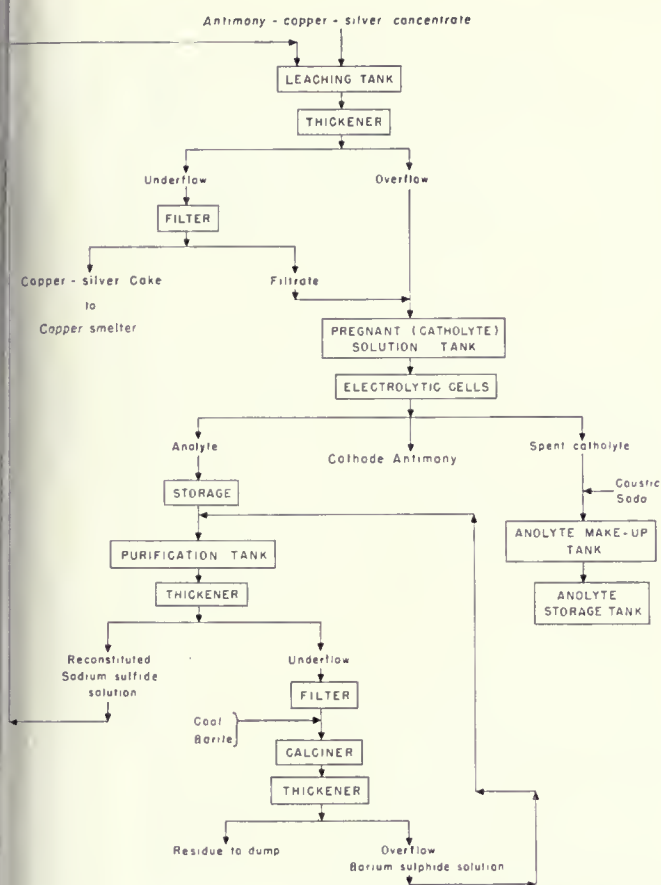 Antimony - copper - silver concentrate
LEACHING TANK
THICKENER
Underflow
Overflow
FILTER
Copper - silver Cake
to
Copper smelter
Filtrate
PREGNANT (CATHOLYTE)
SOLUTION TANK
ELECTROLYTIC CELLS
Analyte
Cathode Antimony
Spent catholyte
Caustic
Soda
STORAGE
ANOLYTE MAKE-UP
TANK
PURIFICATION TANK
THICKENER
ANOLYTE
STORAGE TANK
Reconstituted
Sodium sulfide
solution
Underflow
FILTER
Coal
Barite
CALCINER
THICKENER
Residue to dump
Overflow
Barium sulphide solution